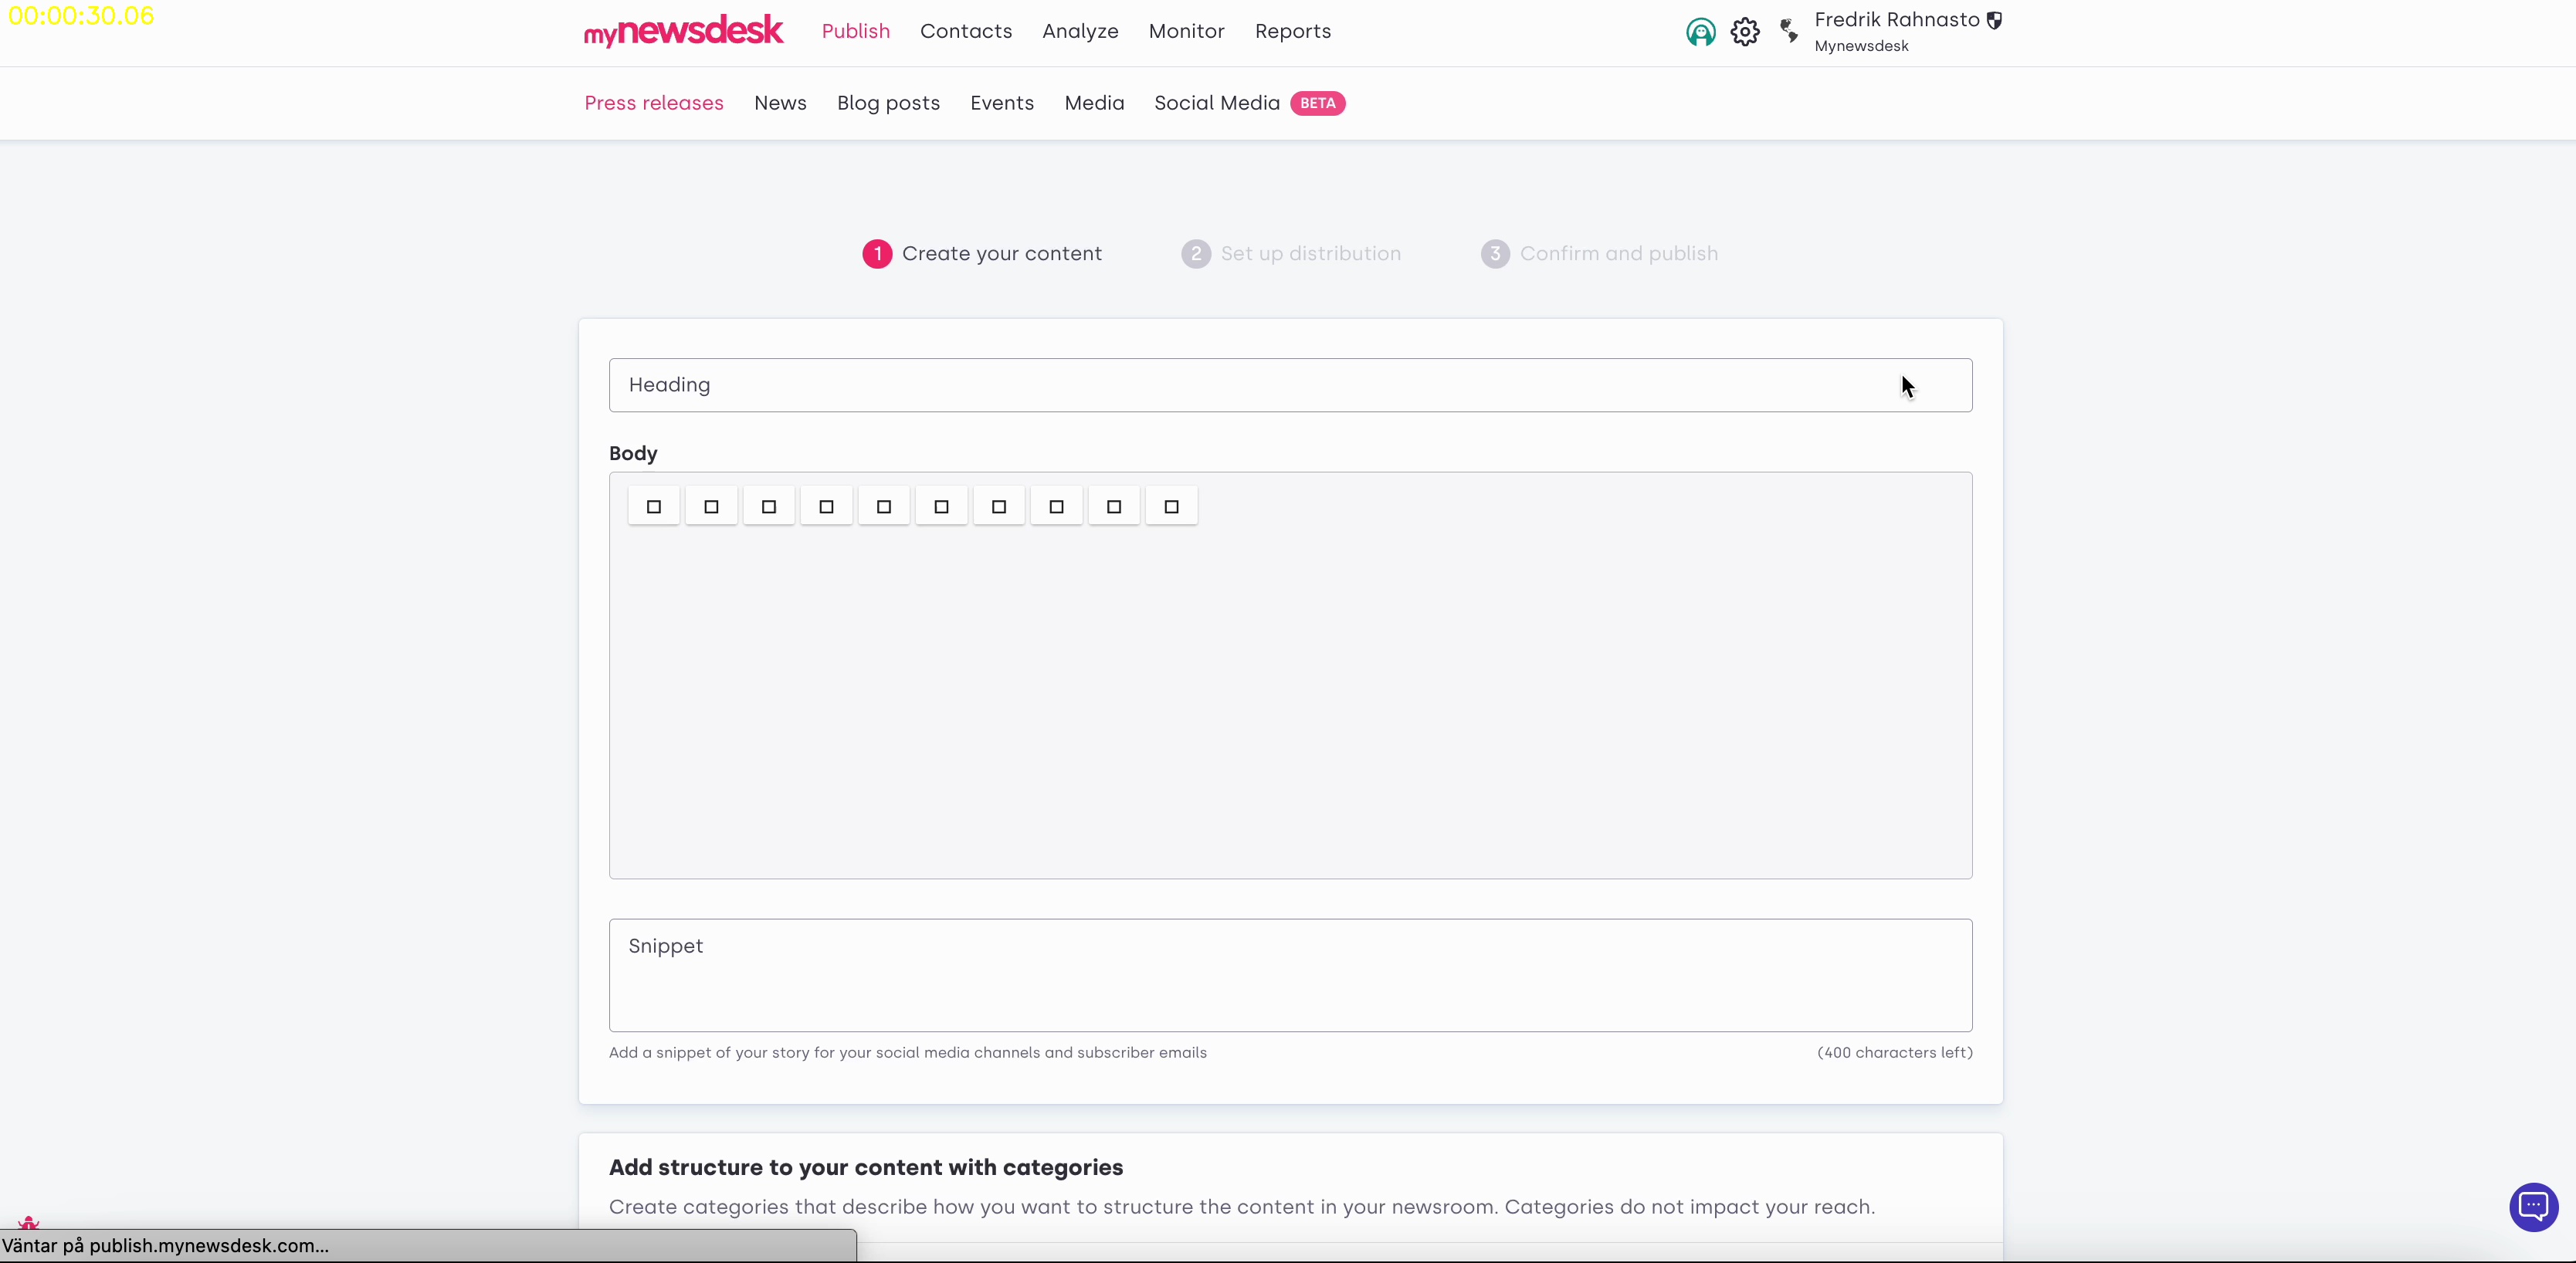 00:00:30.06
mynewsdesk Publish Contacts Analyze Monitor Reports Fredrik Rahnasto
Mynewsdesk
Press releases News Blog posts Events Media Social Media BETA
1 Create your content 2 Set up distribution 3 Confirm and publish
Heading
Body
Snippet
Add a snippet of your story for your social media channels and subscriber emails (400 characters left)
Add structure to your content with categories
Create categories that describe how you want to structure the content in your newsroom. Categories do not impact your reach.
Väntar på publish.mynewsdesk.com...